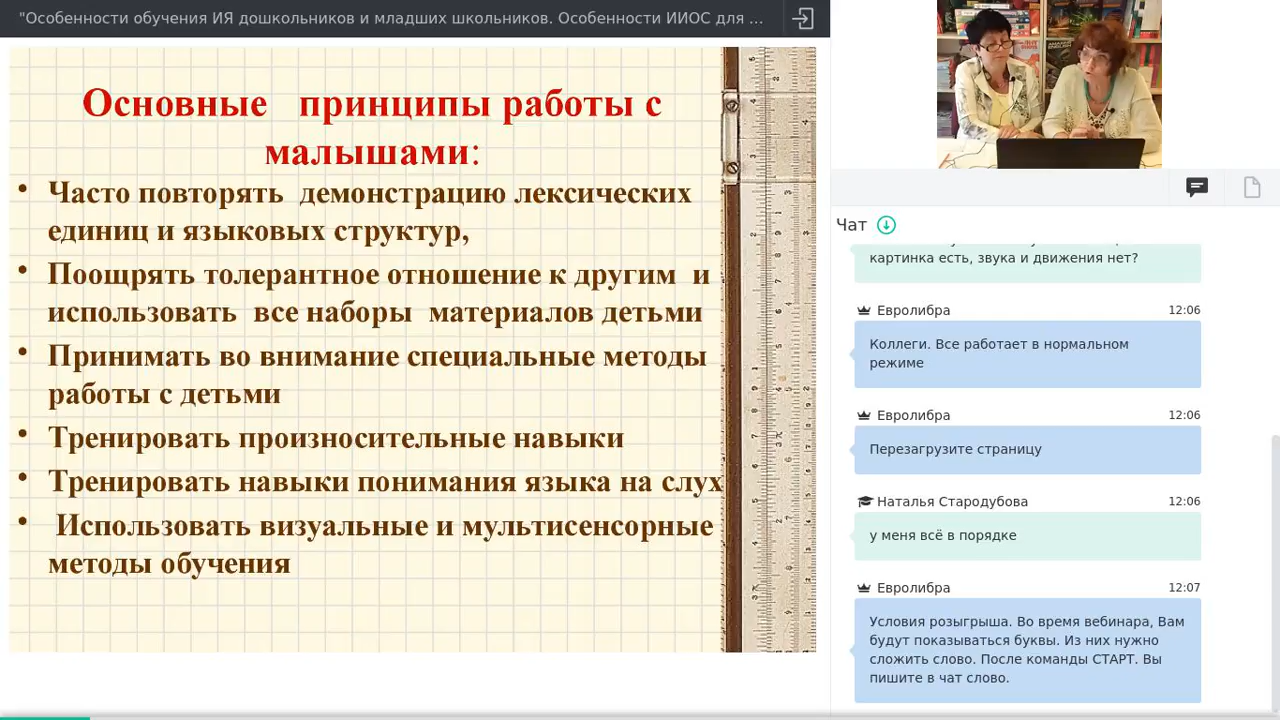 "Особенности обучения ИЯ дошкольников и младших школьников. Особенности ИИОС для ...
Основные принципы работы с
малышами:
• Часто повторять демонстрацию лексических
единиц и языковых структур,
• Поощрять толерантное отношение к другим и
использовать все наборы материалов детьми
• Принимать во внимание специальные методы
работы с детьми
• Тренировать произносительные навыки
• Тренировать навыки понимания языка на слух
• Использовать визуальные и мультисенсорные
методы обучения
Чат
картинка есть, звука и движения нет?
Евролибра 12:06
Коллеги. Все работает в нормальном
режиме
Евролибра 12:06
Перезагрузите страницу
Наталья Стародубова 12:06
у меня всё в порядке
Евролибра 12:07
Условия розыгрыша. Во время вебинара, Вам
будут показываться буквы. Из них нужно
сложить слово. После команды СТАРТ. Вы
пишите в чат слово.